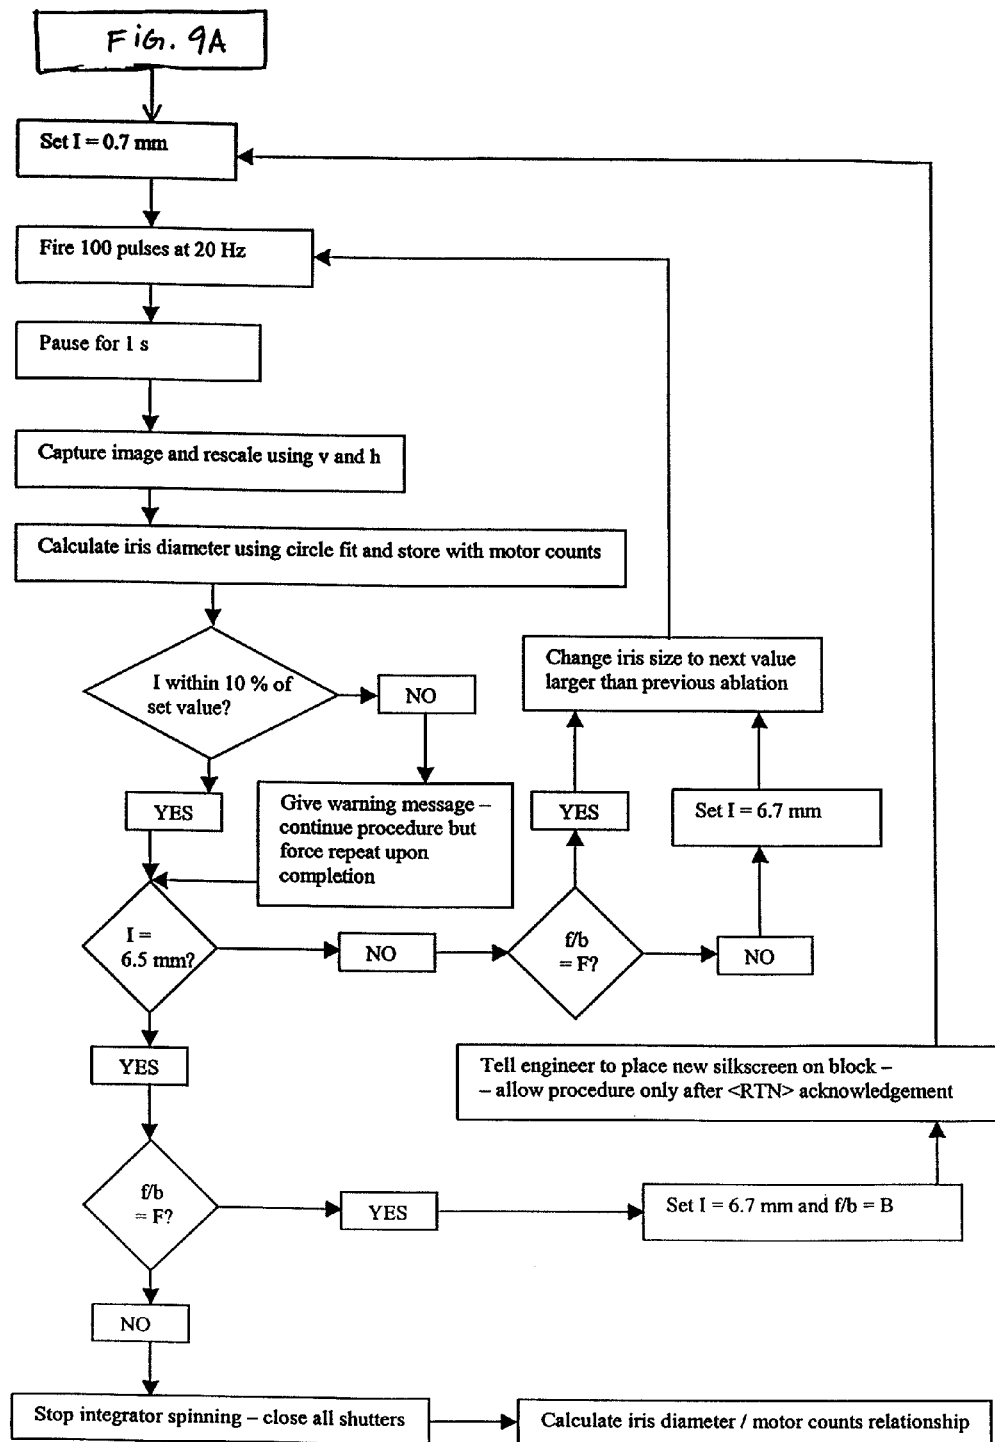 FiG. 9A
Set I = 0.7 mm
Fire 100 pulses at 20 Hz
Pause for 1 s
Capture image and rescale using v and h
Calculate iris diameter using circle fit and store with motor counts
I within 10 % of
set value?
NO
YES
Give warning message –
continue procedure but
force repeat upon
completion
Change iris size to next value
larger than previous ablation
YES
Set I = 6.7 mm
I =
6.5 mm?
NO
f/b
= F?
NO
YES
Tell engineer to place new silkscreen on block –
– allow procedure only after <RTN> acknowledgement
f/b
= F?
YES
Set I = 6.7 mm and f/b = B
NO
Stop integrator spinning – close all shutters
Calculate iris diameter / motor counts relationship